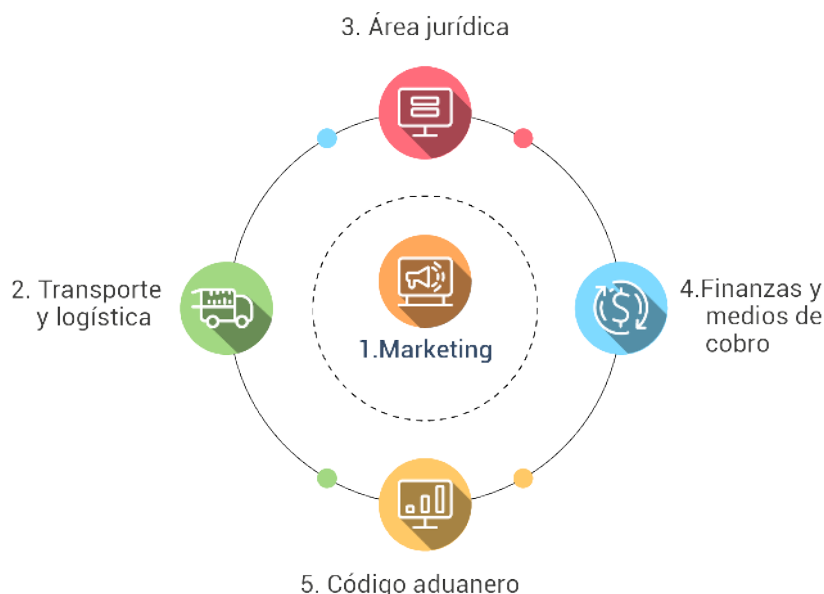 3. Área jurídica
2. Transporte
y logística
1.Marketing
4.Finanzas y
medios de
cobro
5. Código aduanero